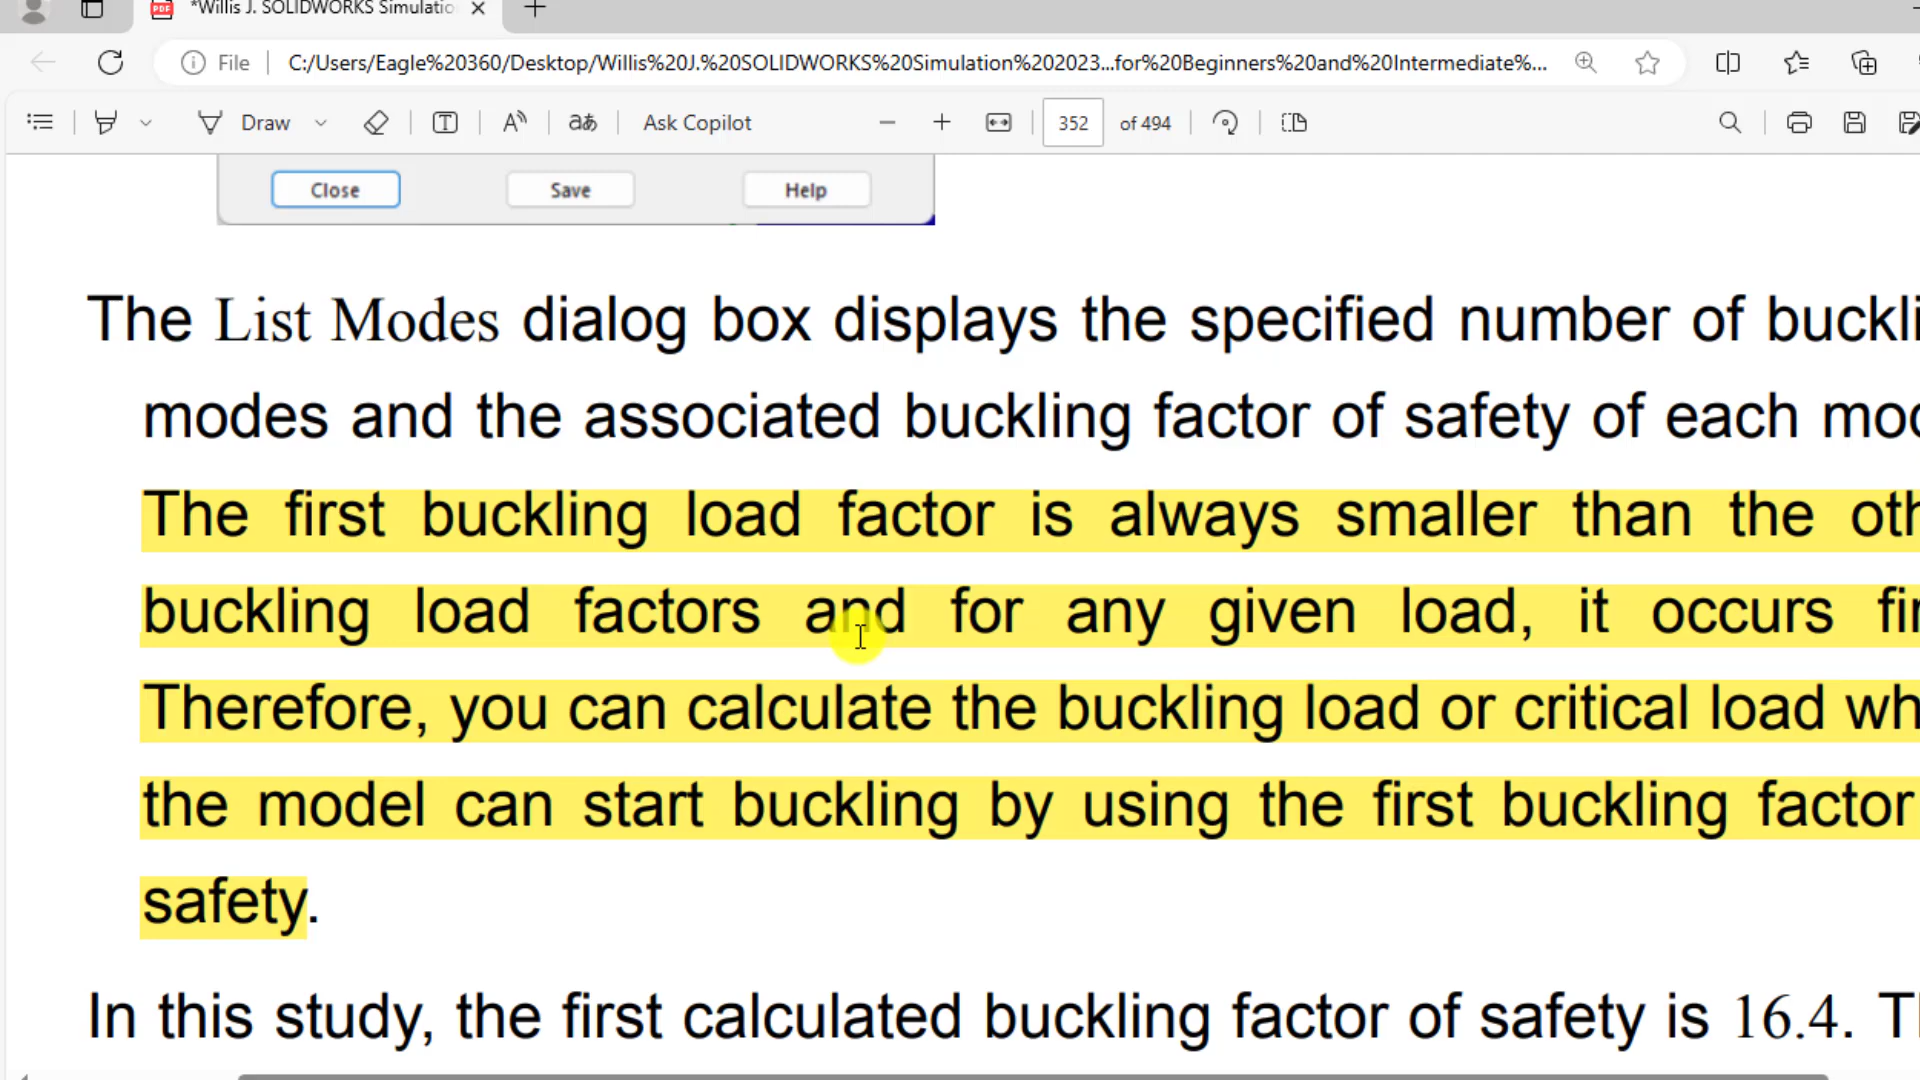 *Willis J. SOLIDWORKS Simulatio
File
C:/Users/Eagle%20360/Desktop/Willis%20J.%20SOLIDWORKS%20Simulation%202023...for%20Beginners%20and%20Intermediate%...
Draw
Ask Copilot
352 of 494
Close Save Help
The List Modes dialog box displays the specified number of buckli
modes and the associated buckling factor of safety of each mo
The first buckling load factor is always smaller than the oth
buckling load factors and for any given load, it occurs fir
Therefore, you can calculate the buckling load or critical load wh
the model can start buckling by using the first buckling factor
safety.
In this study, the first calculated buckling factor of safety is 16.4. Th